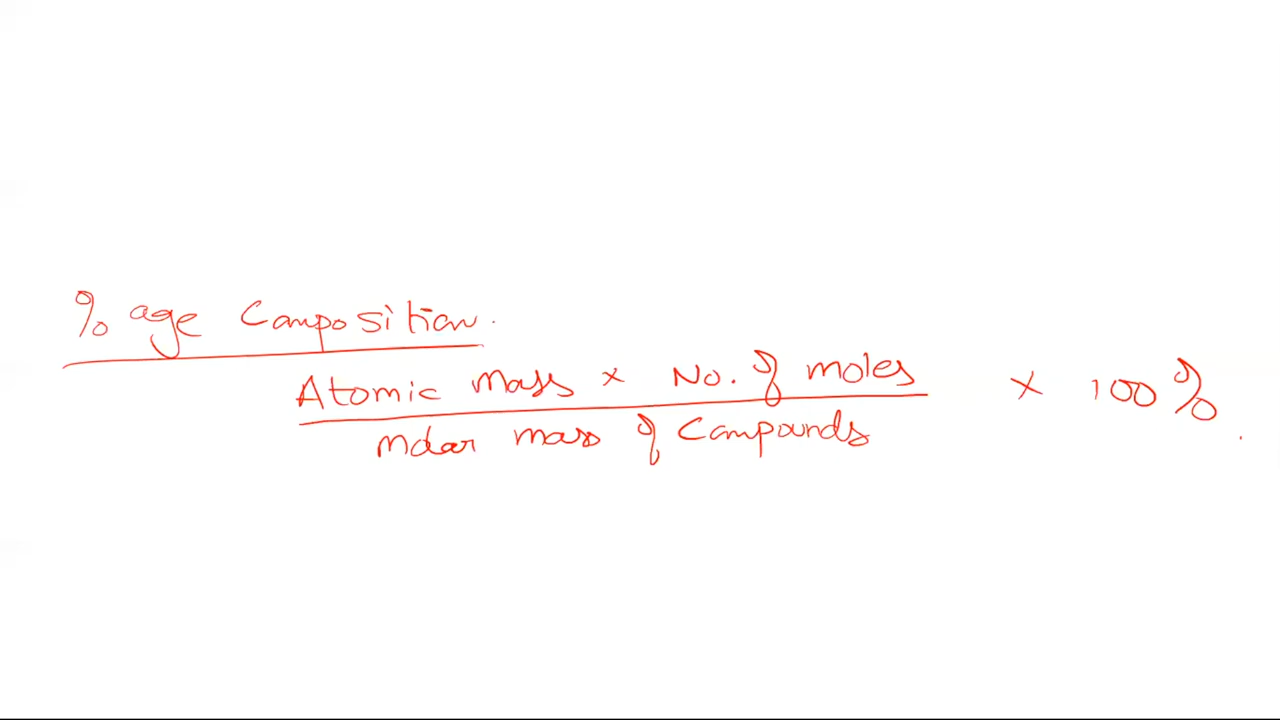 % age Composition.
Atomic Mass × No. of moles × 100%
Molar mass of Compounds